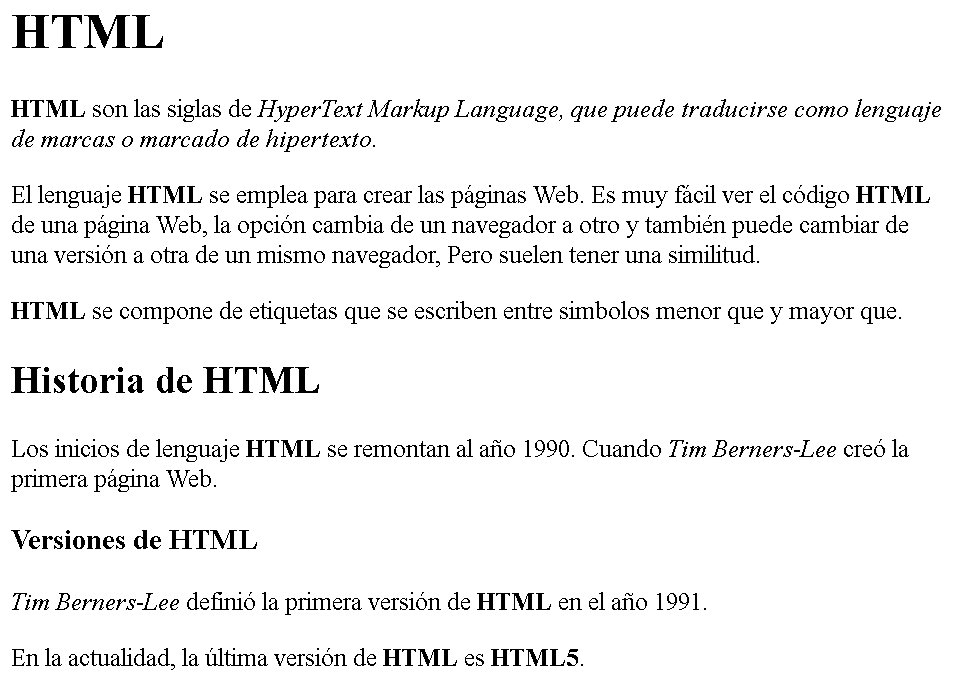 HTML
HTML son las siglas de HyperText Markup Language, que puede traducirse como lenguaje
de marcas o marcado de hipertexto.
El lenguaje HTML se emplea para crear las páginas Web. Es muy fácil ver el código HTML
de una página Web, la opción cambia de un navegador a otro y también puede cambiar de
una versión a otra de un mismo navegador, Pero suelen tener una similitud.
HTML se compone de etiquetas que se escriben entre simbolos menor que y mayor que.
Historia de HTML
Los inicios de lenguaje HTML se remontan al año 1990. Cuando Tim Berners-Lee creó la
primera página Web.
Versiones de HTML
Tim Berners-Lee definió la primera versión de HTML en el año 1991.
En la actualidad, la última versión de HTML es HTML5.